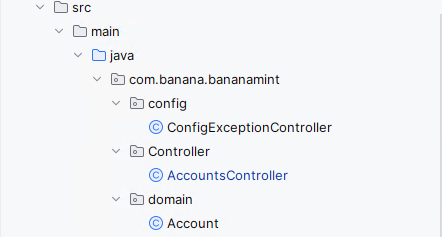 src
main
java
com.banana.bananamint
config
ConfigExceptionController
Controller
AccountsController
domain
Account